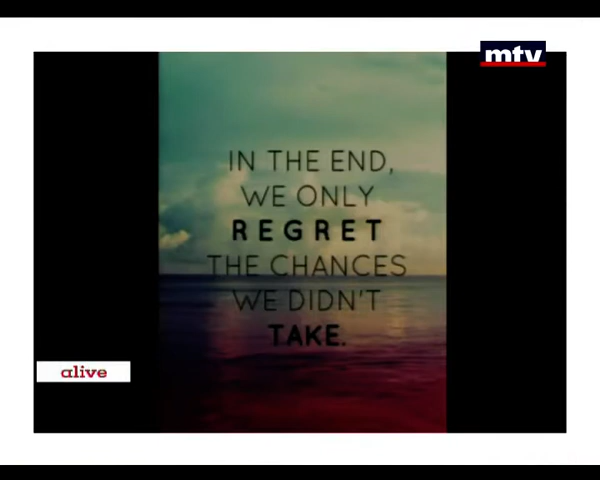 mtv
IN THE END,
WE ONLY
REGRET
THE CHANCES
WE DIDN'T
TAKE.
alive